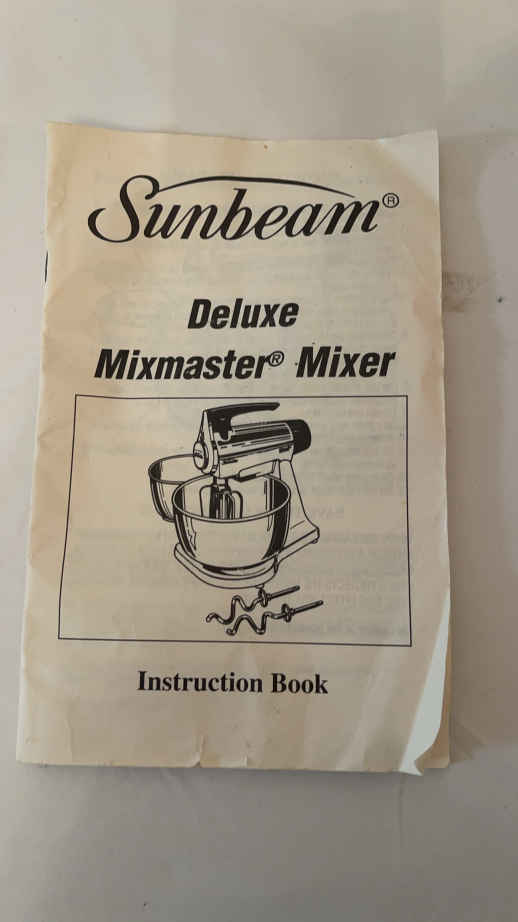 Sunbeam®
Deluxe
Mixmaster® Mixer
Instruction Book